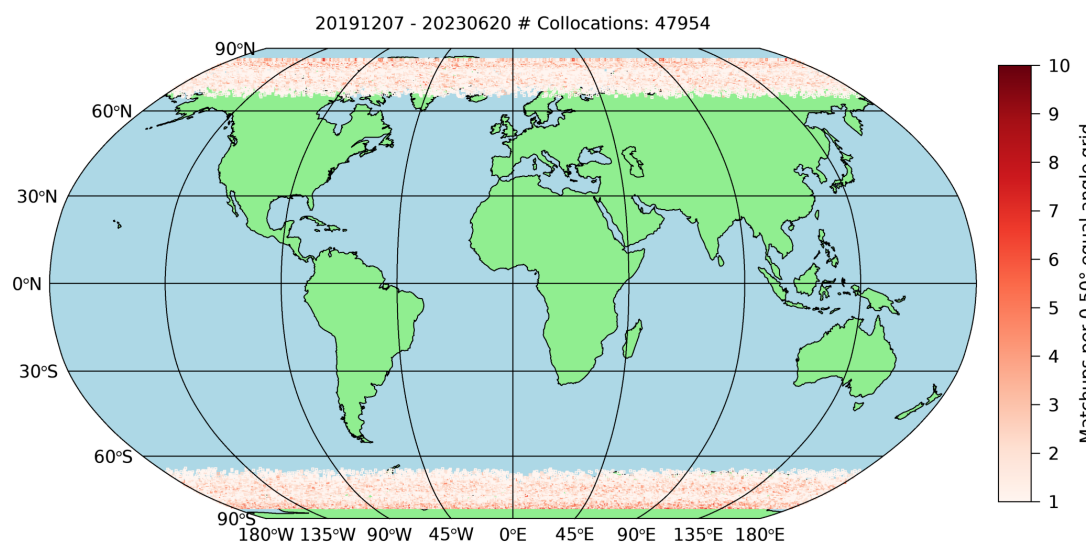 20191207 - 20230620 # Collocations: 47954
90°N
60°N
30°N
0°N
30°S
60°S
90°S
180°W 135°W 90°W 45°W 0°E 45°E 90°E 135°E 180°E
10
9
8
7
6
5
4
3
2
1
Matchups per 0.50° equal angle grid